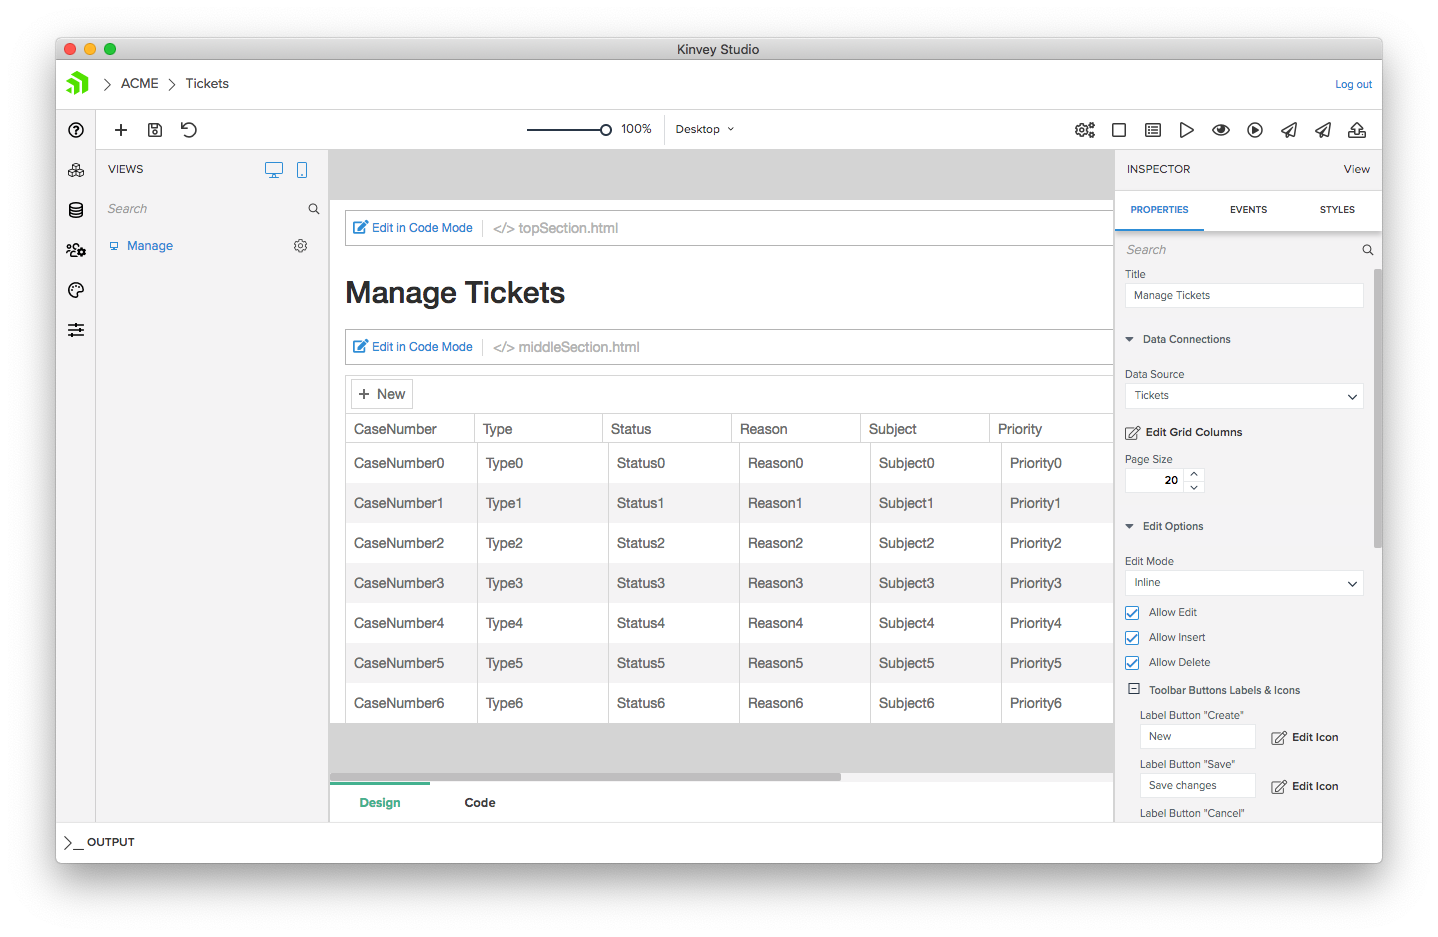 Kinvey Studio
ACME Tickets
Log out
100% Desktop
VIEWS
Search
Manage
Edit in Code Mode </> topSection.html
Manage Tickets
Edit in Code Mode </> middleSection.html
+ New
CaseNumber Type Status Reason Subject Priority
CaseNumber0 Type0 Status0 Reason0 Subject0 Priority0
CaseNumber1 Type1 Status1 Reason1 Subject1 Priority1
CaseNumber2 Type2 Status2 Reason2 Subject2 Priority2
CaseNumber3 Type3 Status3 Reason3 Subject3 Priority3
CaseNumber4 Type4 Status4 Reason4 Subject4 Priority4
CaseNumber5 Type5 Status5 Reason5 Subject5 Priority5
CaseNumber6 Type6 Status6 Reason6 Subject6 Priority6
Design Code
INSPECTOR View
PROPERTIES EVENTS STYLES
Search
Title
Manage Tickets
Data Connections
Data Source
Tickets
Edit Grid Columns
Page Size
20
Edit Options
Edit Mode
Inline
Allow Edit
Allow Insert
Allow Delete
Toolbar Buttons Labels & Icons
Label Button "Create"
New Edit Icon
Label Button "Save"
Save changes Edit Icon
Label Button "Cancel"
OUTPUT